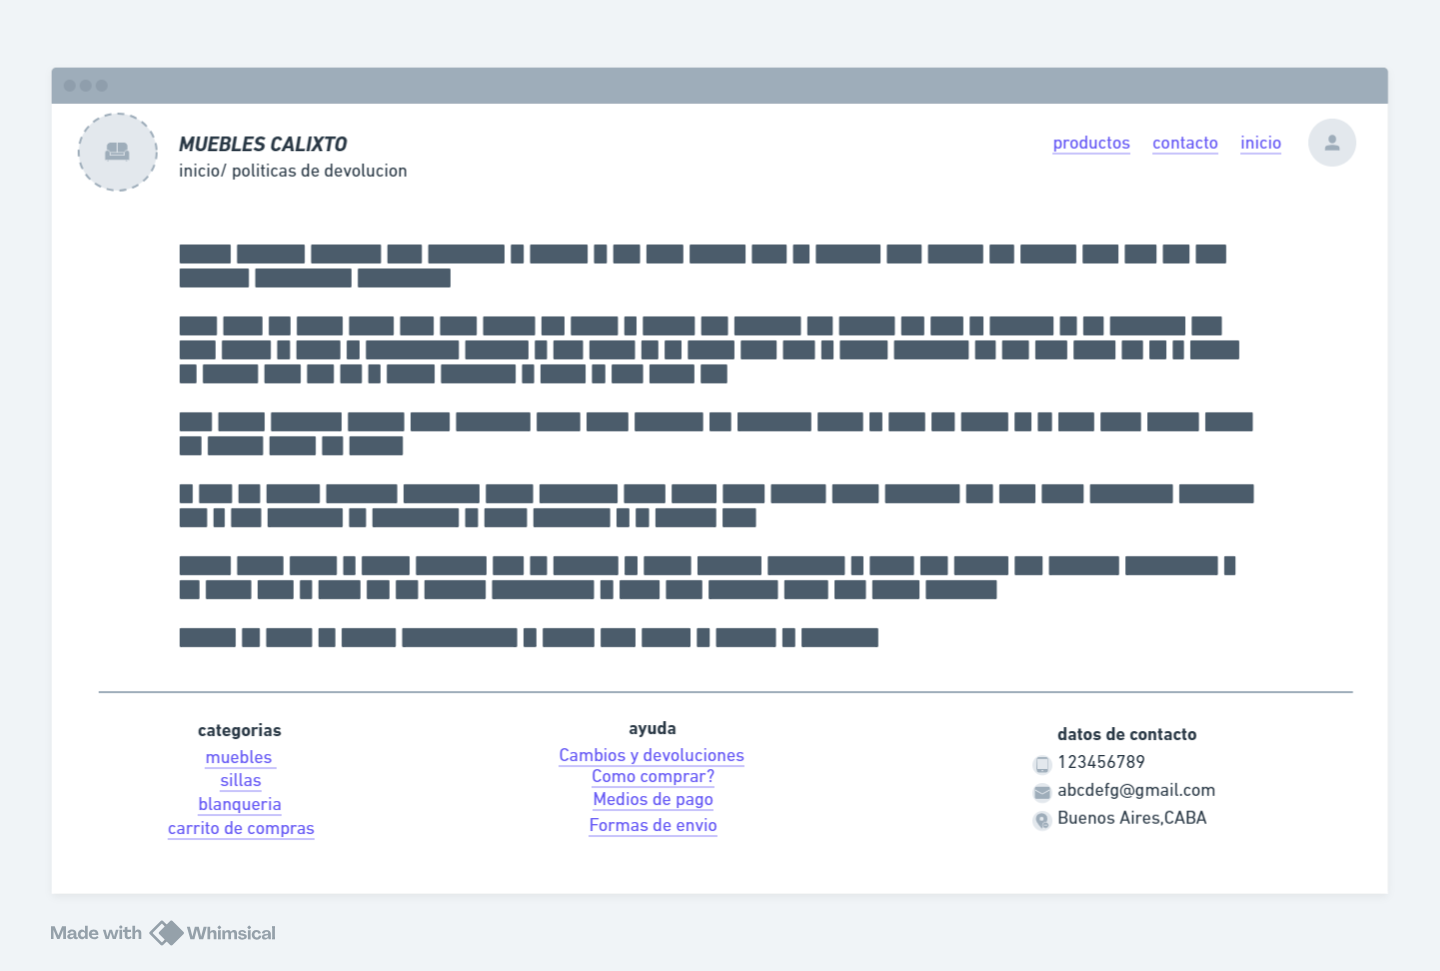 MUEBLES CALIXTO
inicio/ politicas de devolucion
productos contacto inicio
categorias
muebles
sillas
blanqueria
carrito de compras
ayuda
Cambios y devoluciones
Como comprar?
Medios de pago
Formas de envio
datos de contacto
123456789
abcdefg@gmail.com
Buenos Aires,CABA
Made with Whimsical